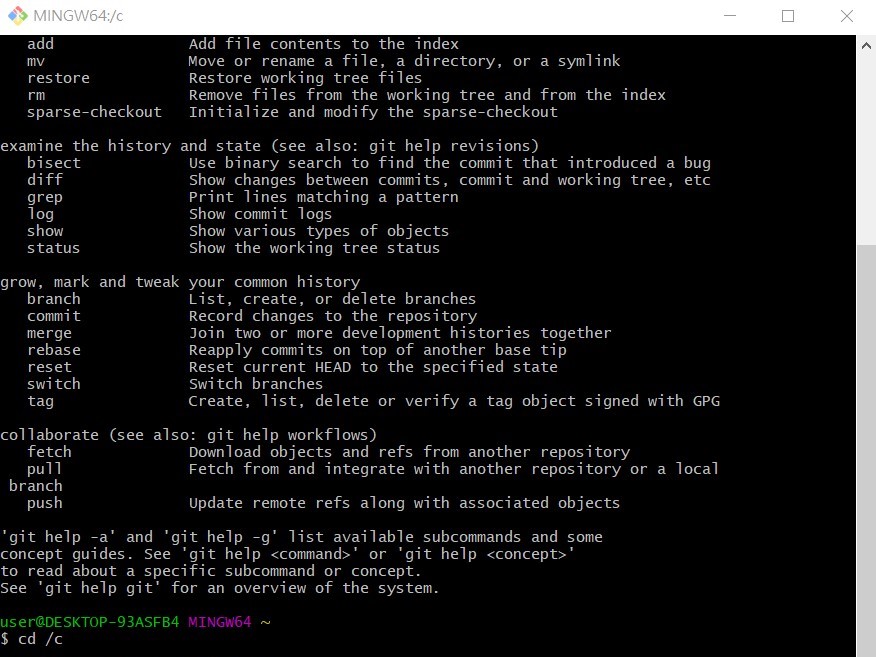 MINGW64:/c
add Add file contents to the index
mv Move or rename a file, a directory, or a symlink
restore Restore working tree files
rm Remove files from the working tree and from the index
sparse-checkout Initialize and modify the sparse-checkout
examine the history and state (see also: git help revisions)
bisect Use binary search to find the commit that introduced a bug
diff Show changes between commits, commit and working tree, etc
grep Print lines matching a pattern
log Show commit logs
show Show various types of objects
status Show the working tree status
grow, mark and tweak your common history
branch List, create, or delete branches
commit Record changes to the repository
merge Join two or more development histories together
rebase Reapply commits on top of another base tip
reset Reset current HEAD to the specified state
switch Switch branches
tag Create, list, delete or verify a tag object signed with GPG
collaborate (see also: git help workflows)
fetch Download objects and refs from another repository
pull Fetch from and integrate with another repository or a local
branch
push Update remote refs along with associated objects
'git help -a' and 'git help -g' list available subcommands and some
concept guides. See 'git help <command>' or 'git help <concept>'
to read about a specific subcommand or concept.
See 'git help git' for an overview of the system.
user@DESKTOP-93ASFB4 MINGW64 ~
$ cd /c